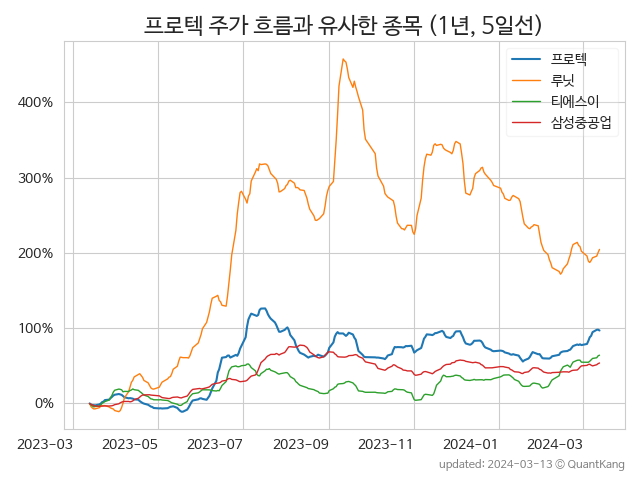 프로텍 주가 흐름과 유사한 종목 (1년, 5일선)
프로텍
루닛
티에스이
삼성중공업
400%
300%
200%
100%
0%
2023-03 2023-05 2023-07 2023-09 2023-11 2024-01 2024-03
updated: 2024-03-13 ⓒ QuantKang